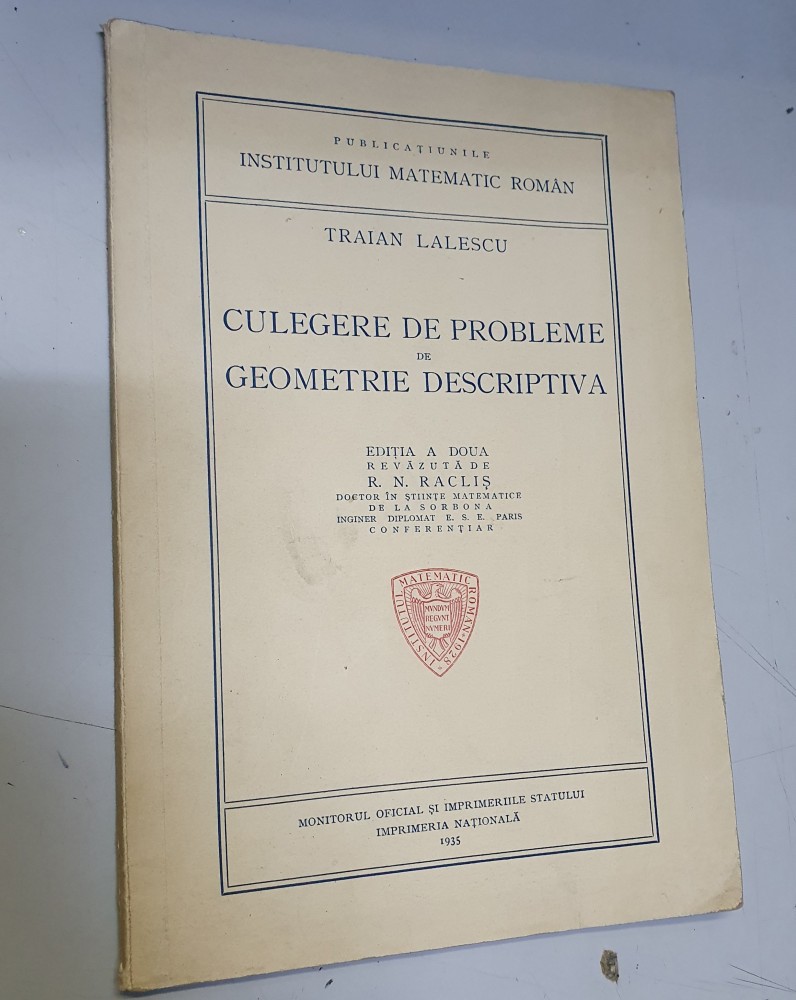 PUBLICAȚIUNILE
INSTITUTULUI MATEMATIC ROMÂN
TRAIAN LALESCU
CULEGERE DE PROBLEME
DE
GEOMETRIE DESCRIPTIVA
EDIȚIA A DOUA
REVĂZUTĂ DE
R. N. RACLIȘ
DOCTOR ÎN ȘTIINȚE MATEMATICE
DE LA SORBONA
INGINER DIPLOMAT E. S. E. PARIS
CONFERENȚIAR
INSTITUTUL MATEMATIC ROMÂN * 1928 *
MVNDVM
REGVNT
NVMERI
MONITORUL OFICIAL ȘI IMPRIMERIILE STATULUI
IMPRIMERIA NAȚIONALĂ
1935